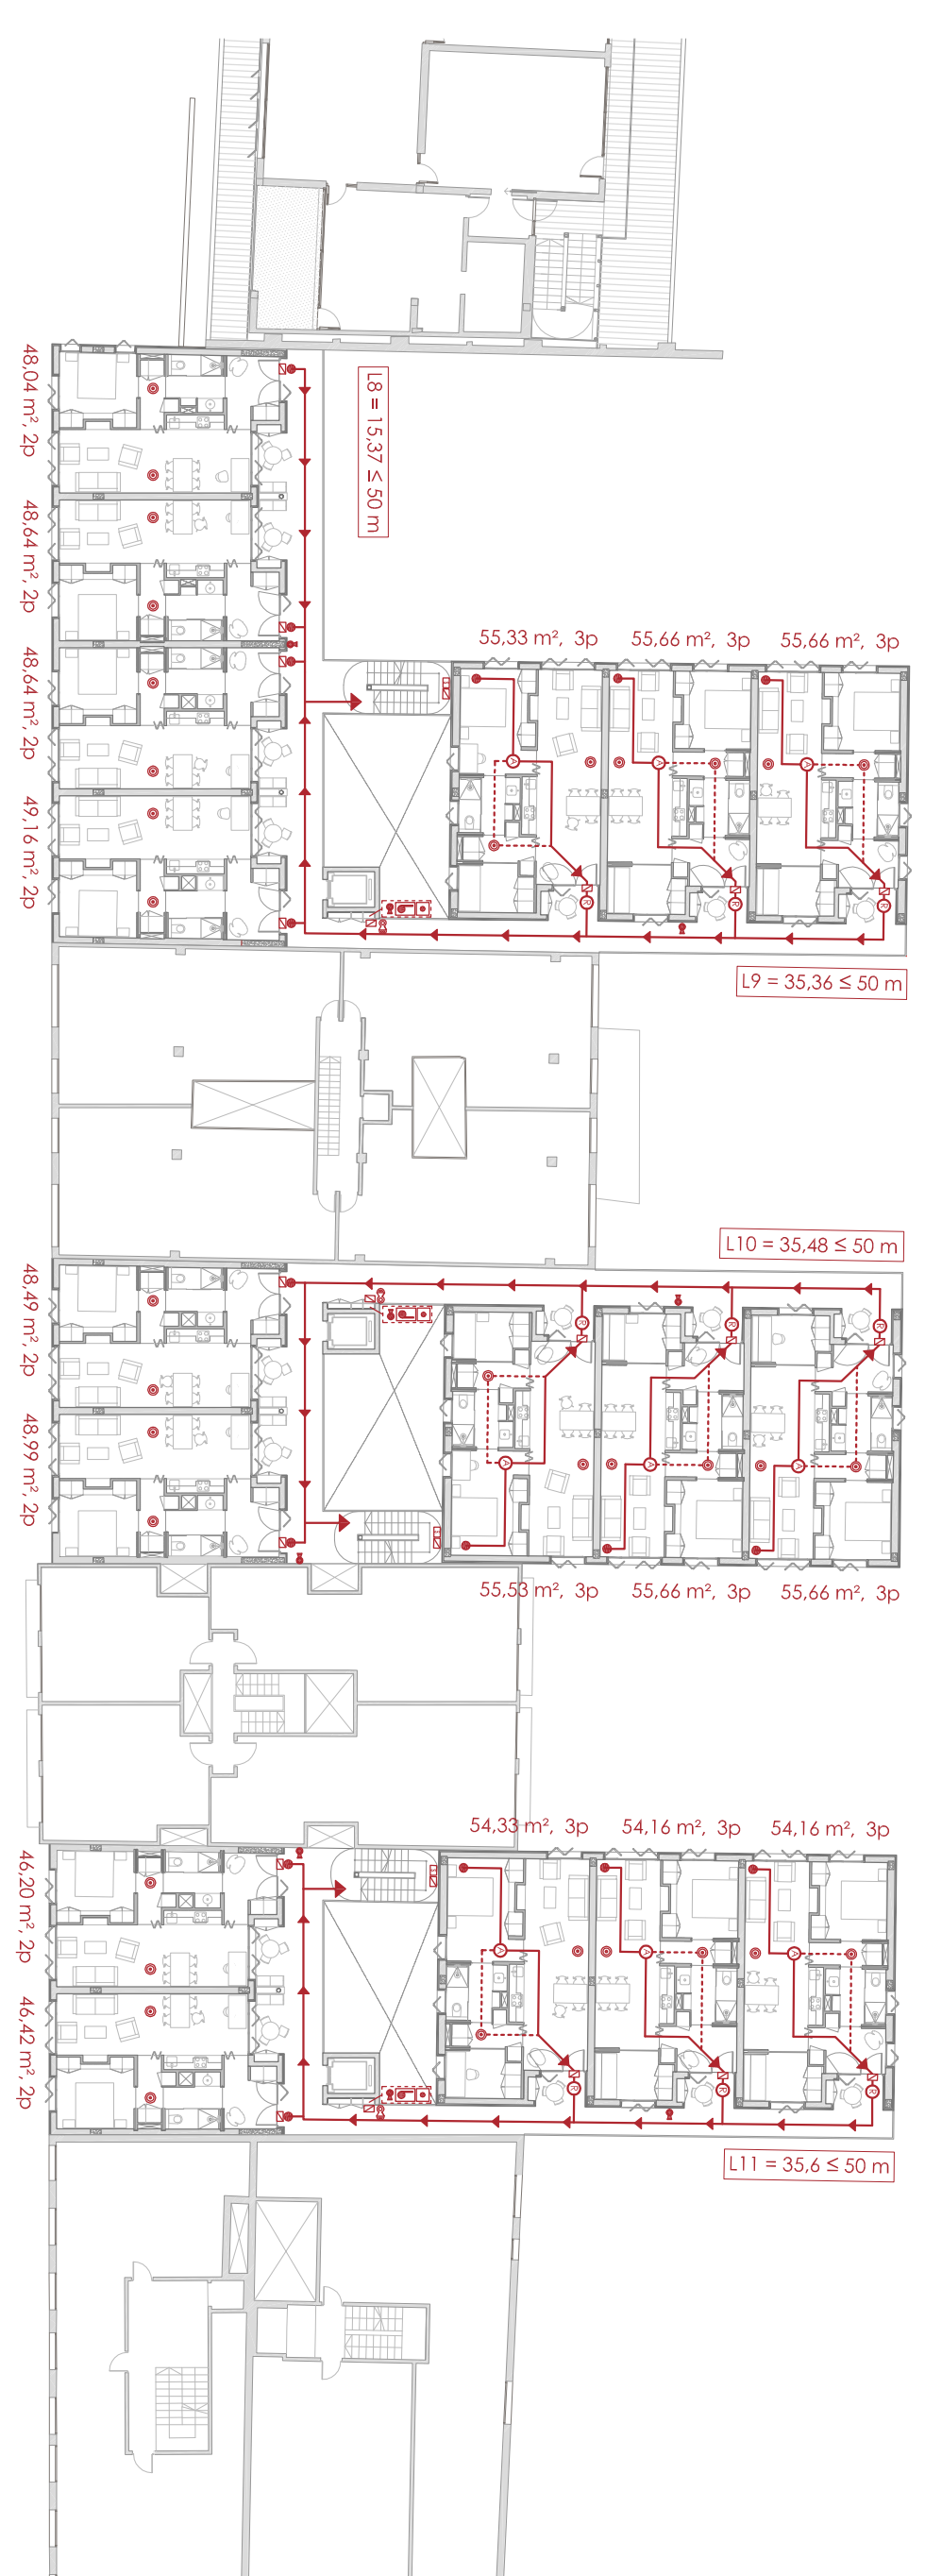 48,04 m², 2p
L8 = 15,37 ≤ 50 m
48,64 m², 2p
48,64 m², 2p
49,16 m², 2p
55,33 m², 3p
55,66 m², 3p
55,66 m², 3p
A
A
A
R
R
R
L9 = 35,36 ≤ 50 m
L10 = 35,48 ≤ 50 m
48,49 m², 2p
48,99 m², 2p
R
R
R
A
A
A
55,53 m², 3p
55,66 m², 3p
55,66 m², 3p
54,33 m², 3p
54,16 m², 3p
54,16 m², 3p
46,20 m², 2p
46,42 m², 2p
A
A
A
R
R
R
L11 = 35,6 ≤ 50 m